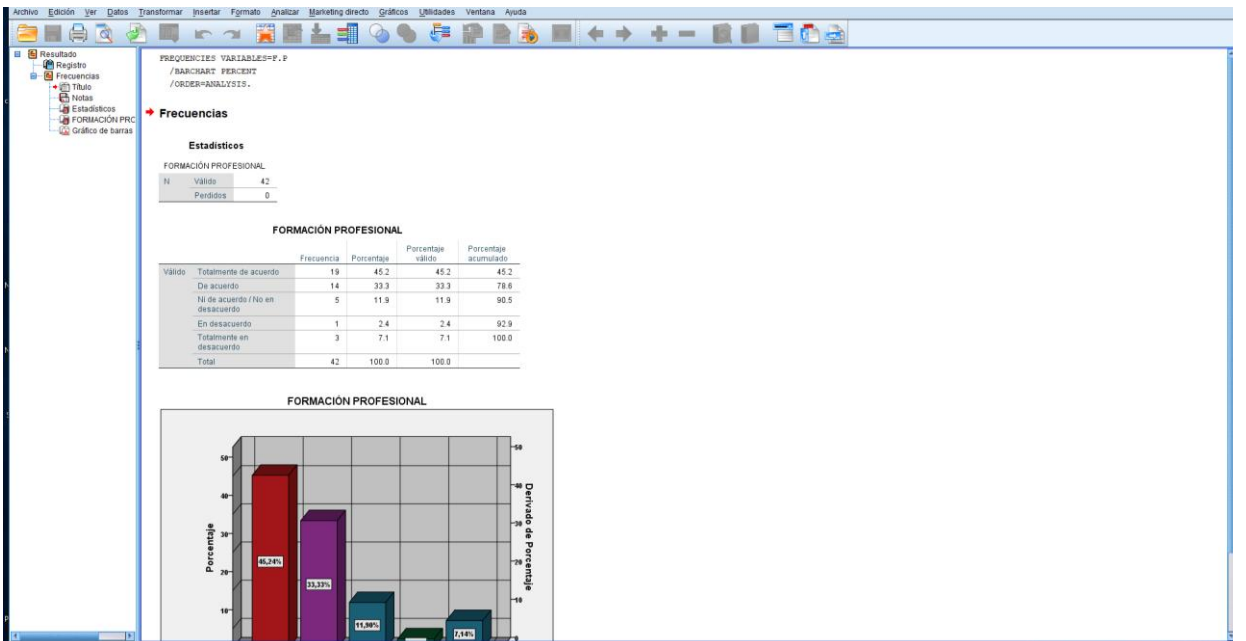 Archivo Edición Ver Datos Transformar Insertar Formato Analizar Marketing directo Gráficos Utilidades Ventana Ayuda
Resultado
Registro
Frecuencias
Título
Notas
Estadísticos
FORMACIÓN PRO
Gráfico de barras
FREQUENCIES VARIABLES=F.P
/BARCHART PERCENT
/ORDER=ANALYSIS.
Frecuencias
Estadísticos
FORMACIÓN PROFESIONAL
N Válido 42
Perdidos 0
FORMACIÓN PROFESIONAL
Frecuencia Porcentaje Porcentaje válido Porcentaje acumulado
Válido Totalmente de acuerdo 19 45.2 45.2 45.2
De acuerdo 14 33.3 33.3 78.6
Ni de acuerdo / No en desacuerdo 5 11.9 11.9 90.5
En desacuerdo 1 2.4 2.4 92.9
Totalmente en desacuerdo 3 7.1 7.1 100.0
Total 42 100.0 100.0
FORMACIÓN PROFESIONAL
Porcentaje
50
40
30
20
10
45,24%
33,33%
11,90%
7,14%
50
40
30
20
10
0
Derivado de Porcentaje